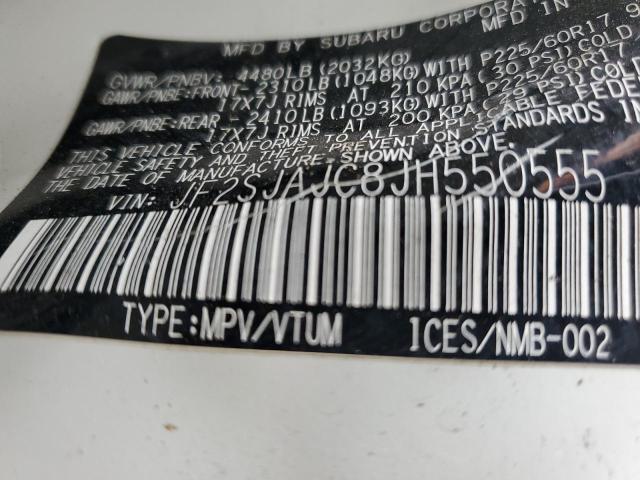 MFD BY SUBARU CORPORA
MADE IN
GVWR/PNBV: 4480LB (2032KG)
GAWR/PNBE:FRONT- 2310LB (1048KG) WITH P225/60R17
17X7J RIMS AT 210 KPA (30 PSI) COLD
GAWR/PNBE:REAR - 2410LB (1093KG) WITH P225/60R17
17X7J RIMS AT 200 KPA PSI) COLD
THIS VEHICLE CONFORMS TO ALL APPLICABLE FEDE
VEHICLE SAFETY AND THEFT STANDARDS IN
THE DATE OF MANUFACTURE SHOWN ABOVE.
VIN: JF2SJAJC8JH550555
TYPE:MPV/VTUM ICES/NMB-002